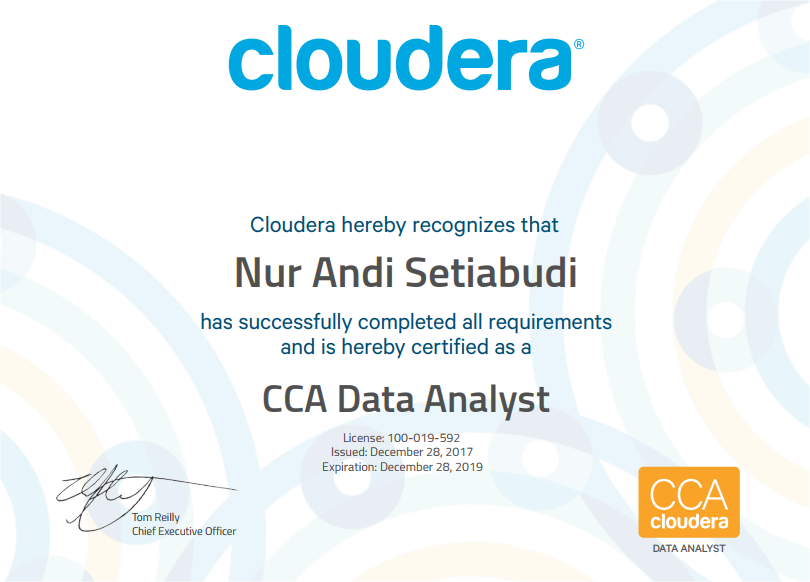 cloudera®
Cloudera hereby recognizes that
Nur Andi Setiabudi
has successfully completed all requirements
and is hereby certified as a
CCA Data Analyst
License: 100-019-592
Issued: December 28, 2017
Expiration: December 28, 2019
Tom Reilly
Chief Executive Officer
CCA
cloudera
DATA ANALYST